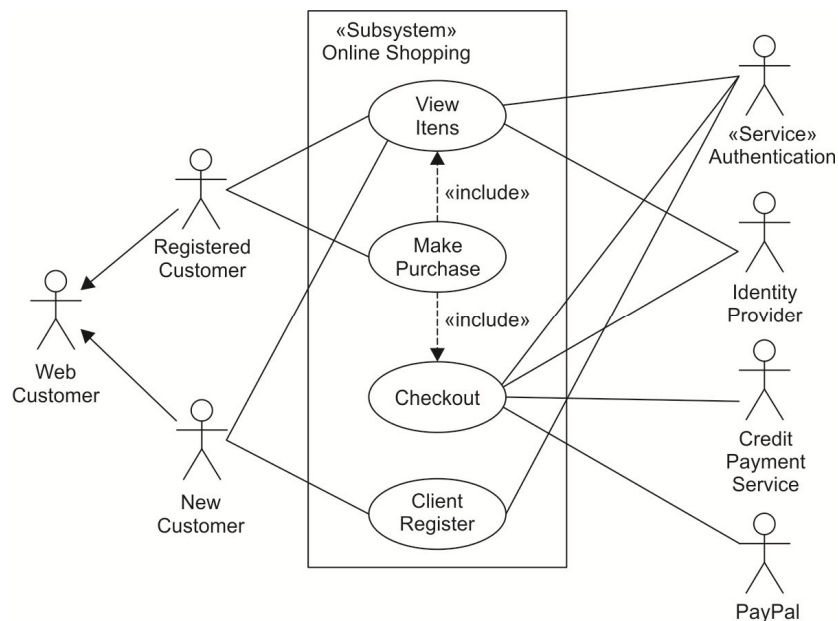 «Subsystem»
Online Shopping
View
Itens
«include»
Make
Purchase
«include»
Checkout
Client
Register
Registered
Customer
Web
Customer
New
Customer
«Service»
Authentication
Identity
Provider
Credit
Payment
Service
PayPal